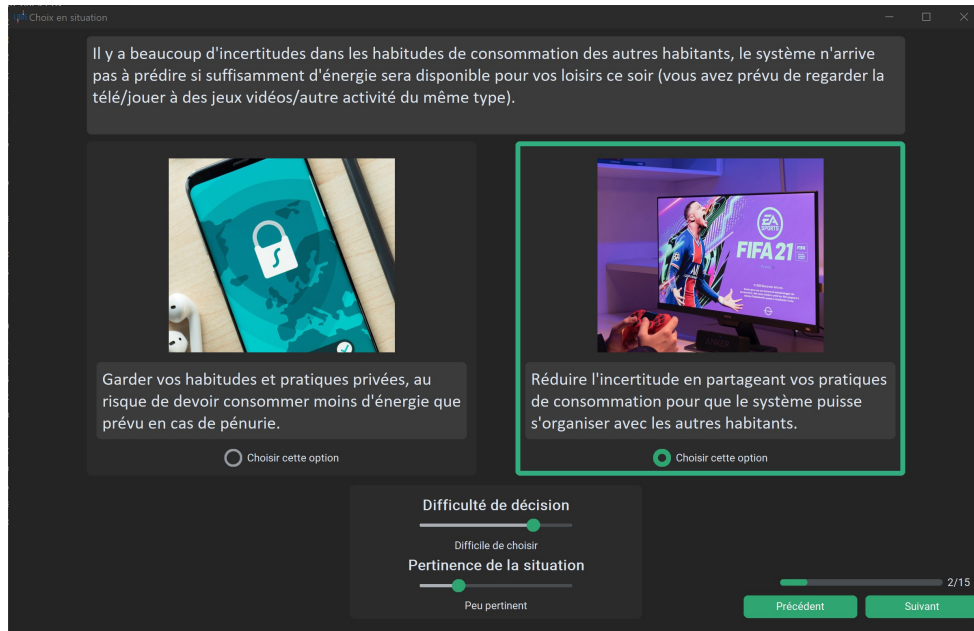 Choix en situation
Il y a beaucoup d'incertitudes dans les habitudes de consommation des autres habitants, le système n'arrive
pas à prédire si suffisamment d'énergie sera disponible pour vos loisirs ce soir (vous avez prévu de regarder la
télé/jouer à des jeux vidéos/autre activité du même type).
EA
SPORTS
FIFA 21
Garder vos habitudes et pratiques privées, au
risque de devoir consommer moins d'énergie que
prévu en cas de pénurie.
Choisir cette option
Réduire l'incertitude en partageant vos pratiques
de consommation pour que le système puisse
s'organiser avec les autres habitants.
Choisir cette option
Difficulté de décision
Difficile de choisir
Pertinence de la situation
Peu pertinent
2/15
Précédent
Suivant